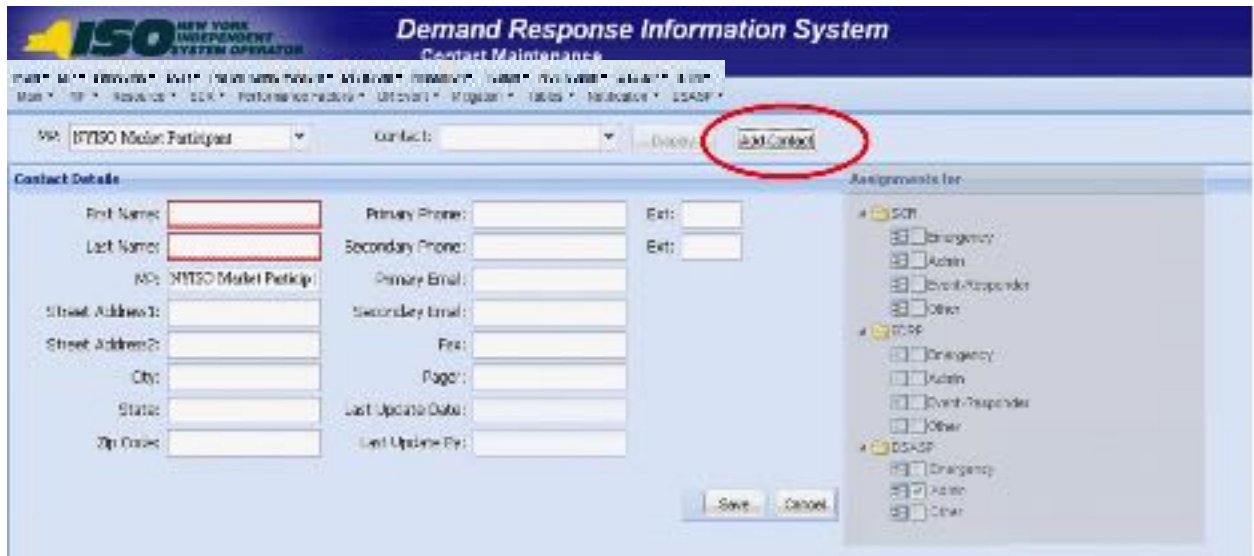 ISO NEW YORK INDEPENDENT SYSTEM OPERATOR
Demand Response Information System
Contact Maintenance
Main MP Resource SCR Performance Factors DR Event Mitigation Tables Notification DSASP
MP: NYISO Market Participant Contact: Display Add Contact
Contact Details Assignments for
First Name: Primary Phone: Ext:
Last Name: Secondary Phone: Ext:
MP: NYISO Market Particip Primary Email:
Street Address1: Secondary Email:
Street Address2: Fax:
City: Pager:
State: Last Update Date:
Zip Code: Last Update By:
Save Cancel
SCR
Emergency
Admin
Event-Responder
Other
EDRP
Emergency
Admin
Event-Responder
Other
DSASP
Emergency
Admin
Other